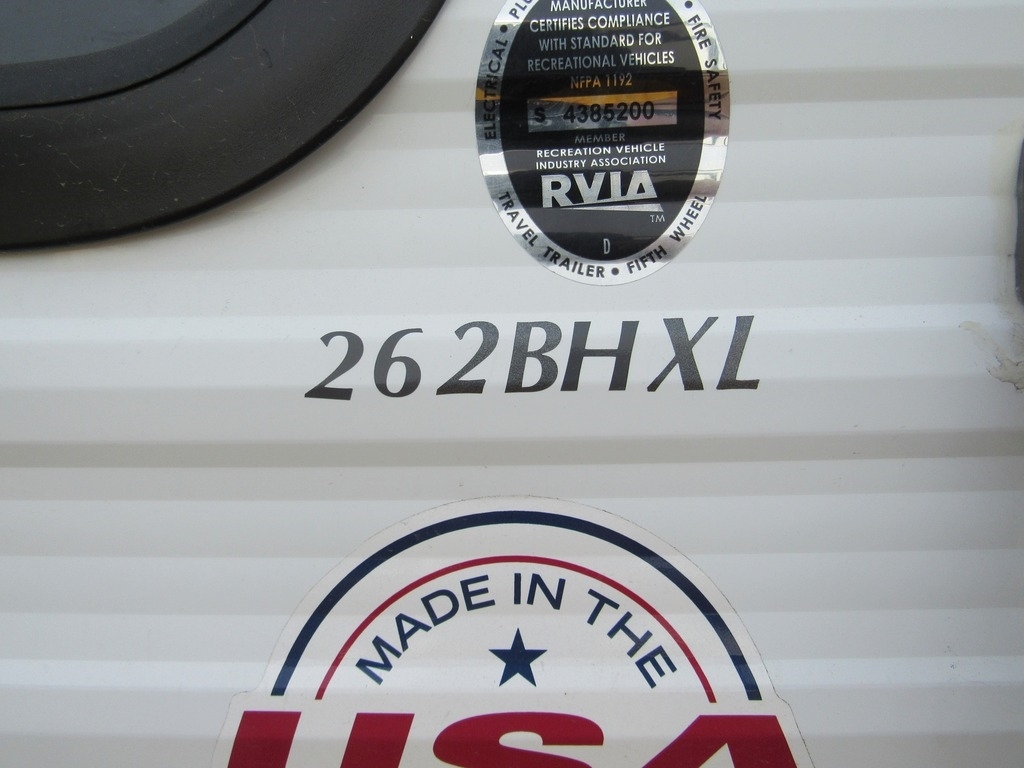 MANUFACTURER
CERTIFIES COMPLIANCE
WITH STANDARD FOR
RECREATIONAL VEHICLES
NFPA 1192
S 4385200
MEMBER
RECREATION VEHICLE
INDUSTRY ASSOCIATION
RVIA
TM
D
ELECTRICAL •
• FIRE SAFETY
TRAVEL TRAILER • FIFTH WHEEL
262BHXL
MADE IN THE
USA